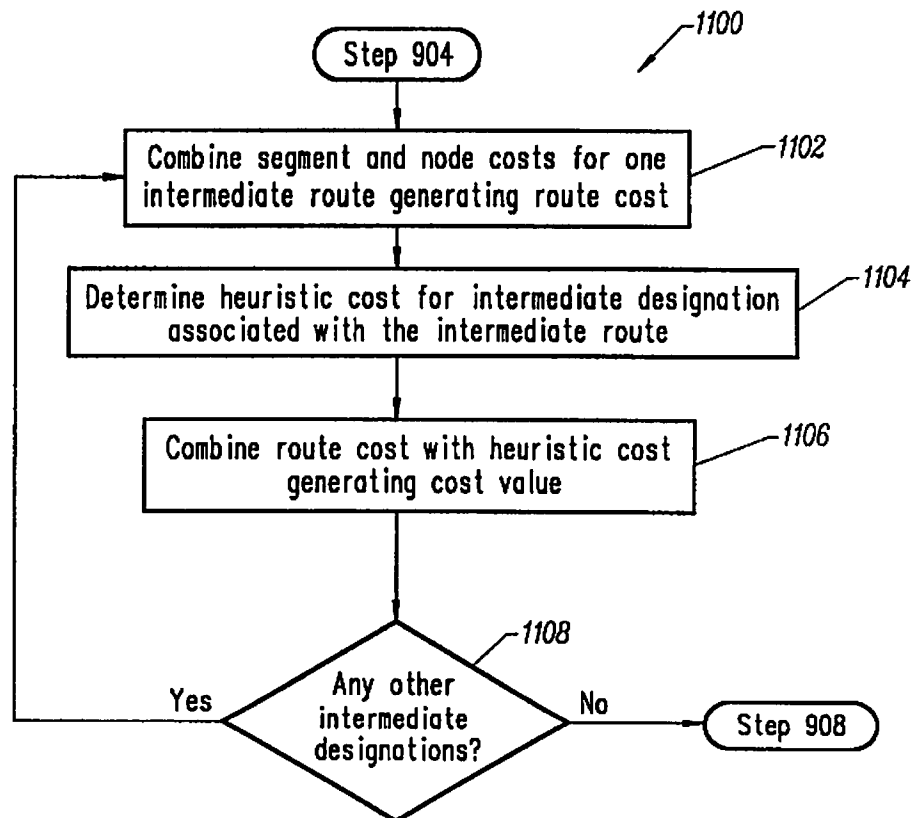 1100
Step 904
Combine segment and node costs for one
intermediate route generating route cost
1102
Determine heuristic cost for intermediate designation
associated with the intermediate route
1104
Combine route cost with heuristic cost
generating cost value
1106
1108
Any other
intermediate
designations?
Yes
No
Step 908